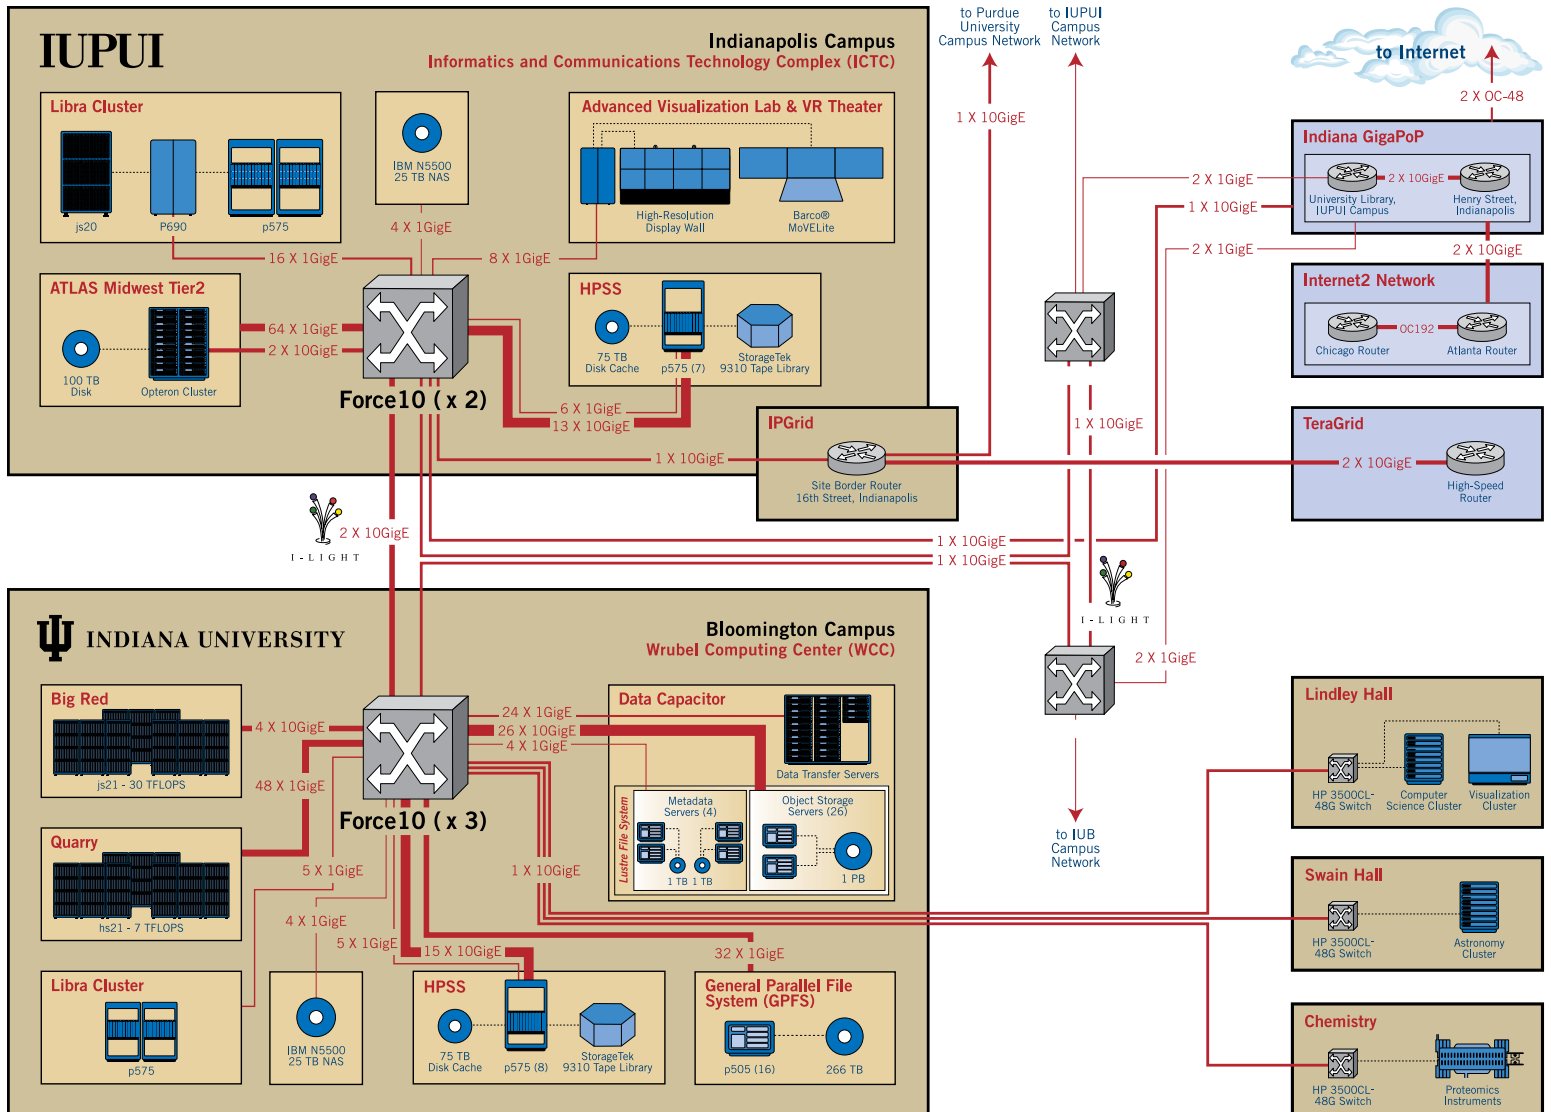 IUPUI
Indianapolis Campus
Informatics and Communications Technology Complex (ICTC)
Libra Cluster
js20
P690
p575
IBM N5500
25 TB NAS
Advanced Visualization Lab & VR Theater
High-Resolution
Display Wall
Barco®
MoVELite
16 X 1GigE
4 X 1GigE
8 X 1GigE
ATLAS Midwest Tier2
100 TB
Disk
Opteron Cluster
64 X 1GigE
2 X 10GigE
Force10 ( x 2)
HPSS
75 TB
Disk Cache
p575 (7)
StorageTek
9310 Tape Library
6 X 1GigE
13 X 10GigE
1 X 10GigE
IPGrid
Site Border Router
16th Street, Indianapolis
to Purdue
University
Campus Network
to IUPUI
Campus
Network
1 X 10GigE
to Internet
2 X OC-48
Indiana GigaPoP
University Library,
IUPUI Campus
2 X 10GigE
Henry Street,
Indianapolis
2 X 1GigE
1 X 10GigE
2 X 1GigE
2 X 10GigE
Internet2 Network
Chicago Router
OC192
Atlanta Router
TeraGrid
2 X 10GigE
High-Speed
Router
1 X 10GigE
I-LIGHT
2 X 10GigE
1 X 10GigE
1 X 10GigE
I-LIGHT
2 X 1GigE
to IUB
Campus
Network
INDIANA UNIVERSITY
Bloomington Campus
Wrubel Computing Center (WCC)
Big Red
js21 - 30 TFLOPS
4 X 10GigE
48 X 1GigE
Quarry
hs21 - 7 TFLOPS
5 X 1GigE
Libra Cluster
p575
4 X 1GigE
IBM N5500
25 TB NAS
Force10 ( x 3)
24 X 1GigE
26 X 10GigE
4 X 1GigE
Data Capacitor
Data Transfer Servers
Lustre File System
Metadata
Servers (4)
1 TB
1 TB
Object Storage
Servers (26)
1 PB
1 X 10GigE
5 X 1GigE
15 X 10GigE
32 X 1GigE
HPSS
75 TB
Disk Cache
p575 (8)
StorageTek
9310 Tape Library
General Parallel File
System (GPFS)
p505 (16)
266 TB
Lindley Hall
HP 3500CL-
48G Switch
Computer
Science Cluster
Visualization
Cluster
Swain Hall
HP 3500CL-
48G Switch
Astronomy
Cluster
Chemistry
HP 3500CL-
48G Switch
Proteomics
Instruments